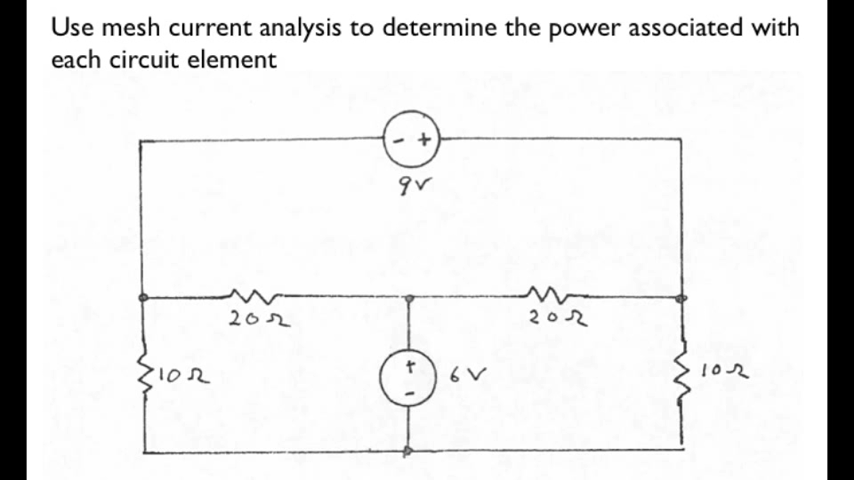 Use mesh current analysis to determine the power associated with
each circuit element
- +
9V
20Ω
20Ω
+
-
6V
10Ω
10Ω